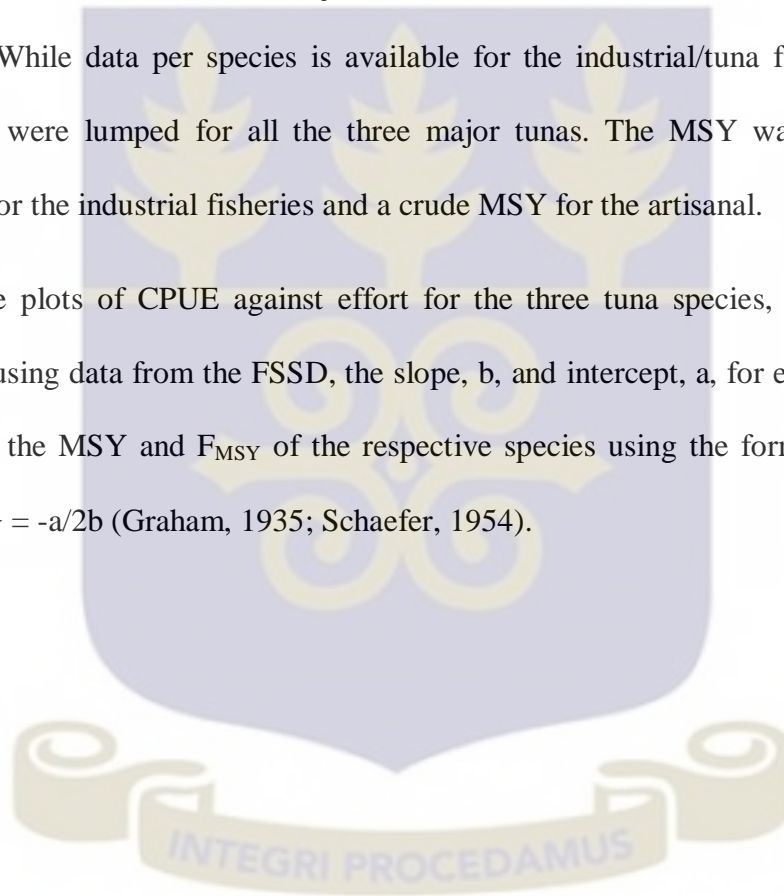 While data per species is available for the industrial/tuna f
were lumped for all the three major tunas. The MSY wa
or the industrial fisheries and a crude MSY for the artisanal.
e plots of CPUE against effort for the three tuna species,
using data from the FSSD, the slope, b, and intercept, a, for e
the MSY and F_MSY of the respective species using the for
= -a/2b (Graham, 1935; Schaefer, 1954).
INTEGRI PROCEDAMUS